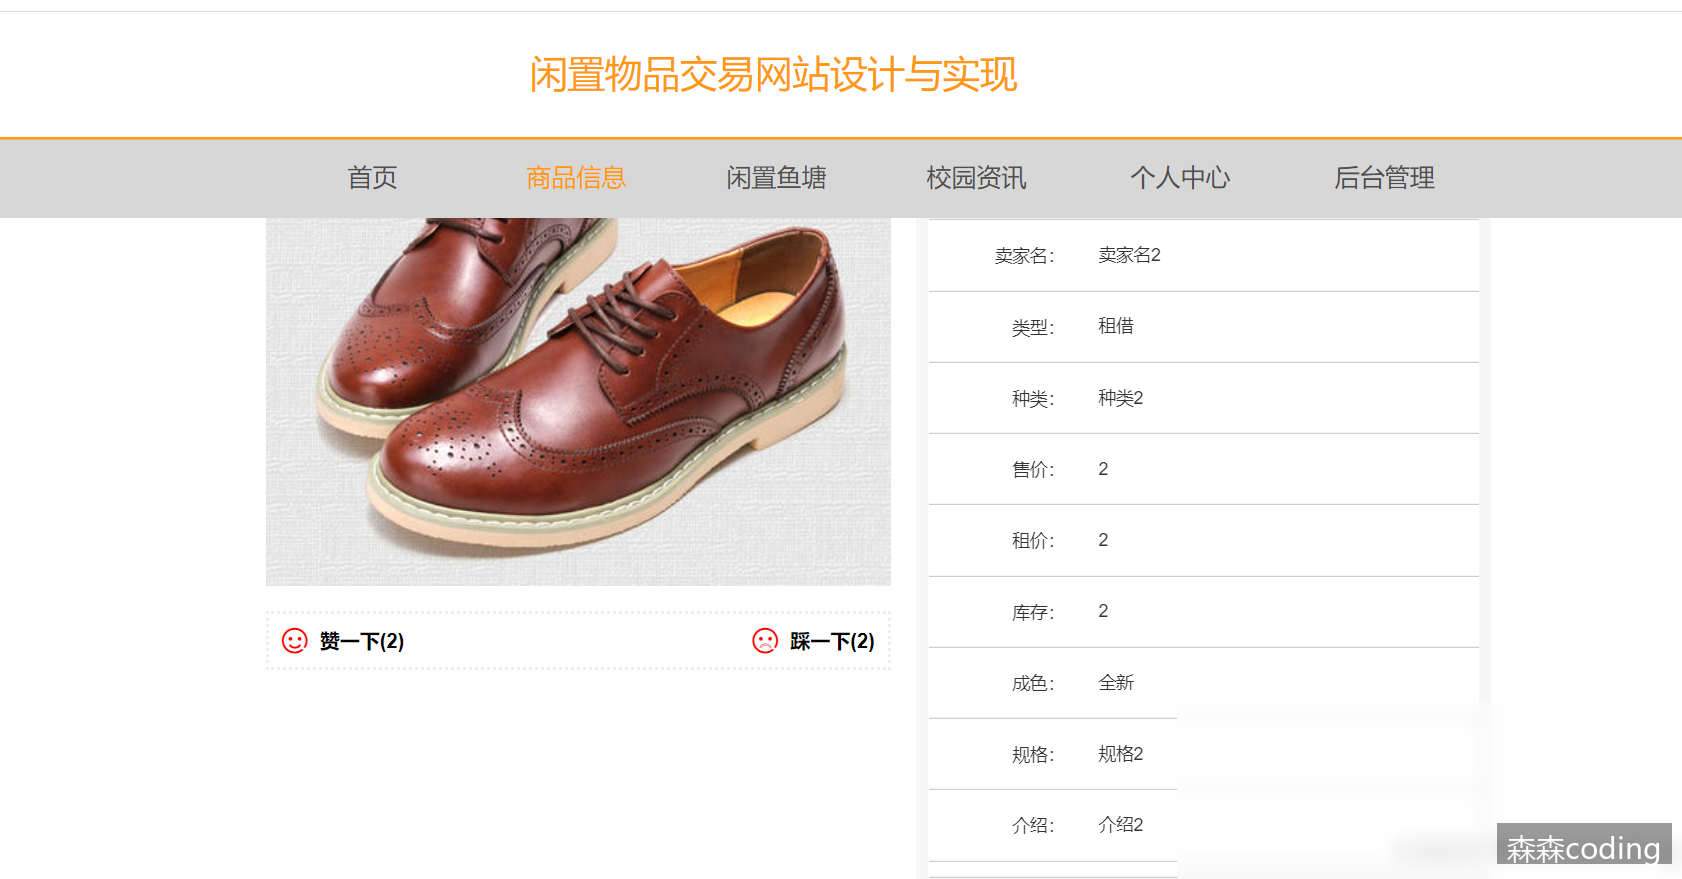 闲置物品交易网站设计与实现
首页 商品信息 闲置鱼塘 校园资讯 个人中心 后台管理
卖家名： 卖家名2
类型： 租借
种类： 种类2
售价： 2
租价： 2
库存： 2
成色： 全新
规格： 规格2
介绍： 介绍2
赞一下(2) 踩一下(2)
森森coding